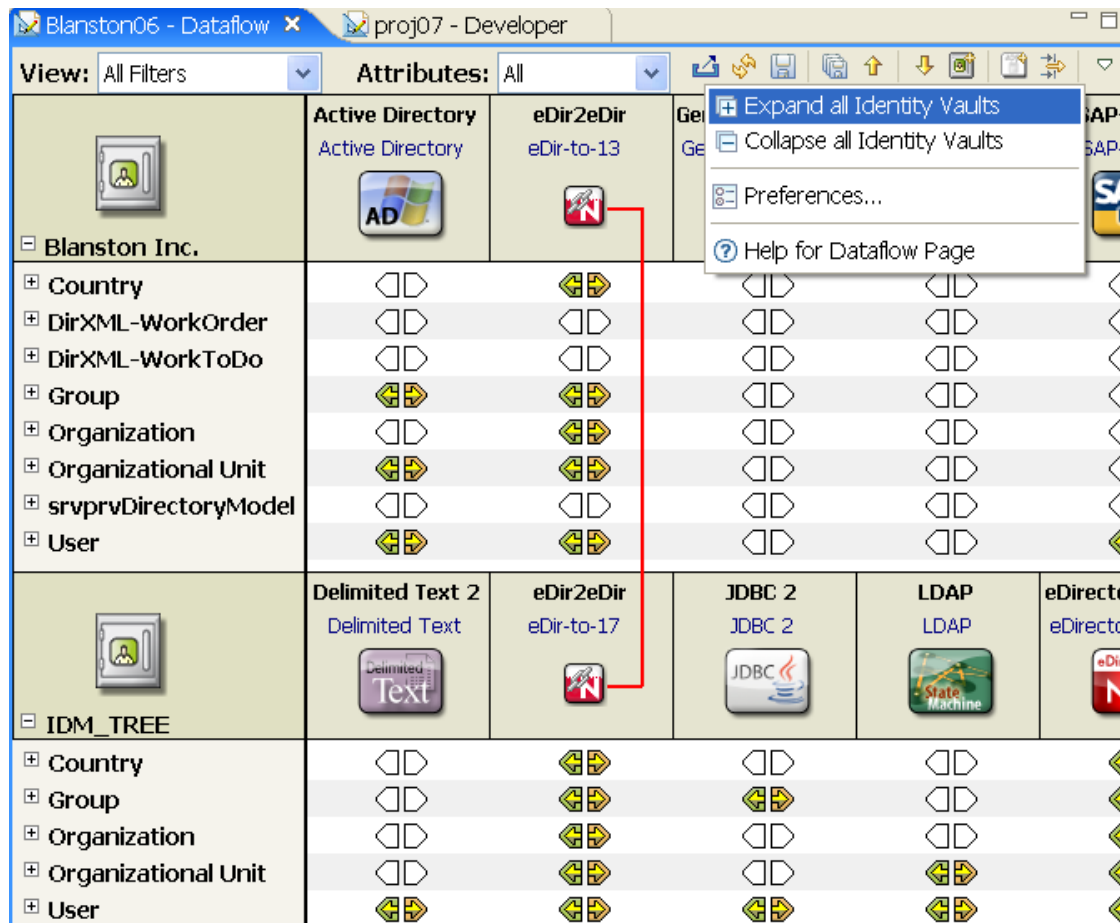 Blanston06 - Dataflow proj07 - Developer
View: All Filters Attributes: All
Expand all Identity Vaults
Collapse all Identity Vaults
Preferences...
Help for Dataflow Page
Active Directory eDir2eDir
Active Directory eDir-to-13
AD
N
Blanston Inc.
Country
DirXML-WorkOrder
DirXML-WorkToDo
Group
Organization
Organizational Unit
srvprvDirectoryModel
User
Delimited Text 2 eDir2eDir JDBC 2 LDAP eDirecto
Delimited Text eDir-to-17 JDBC 2 LDAP eDirecto
Delimited Text N JDBC State Machine eDi N
IDM_TREE
Country
Group
Organization
Organizational Unit
User